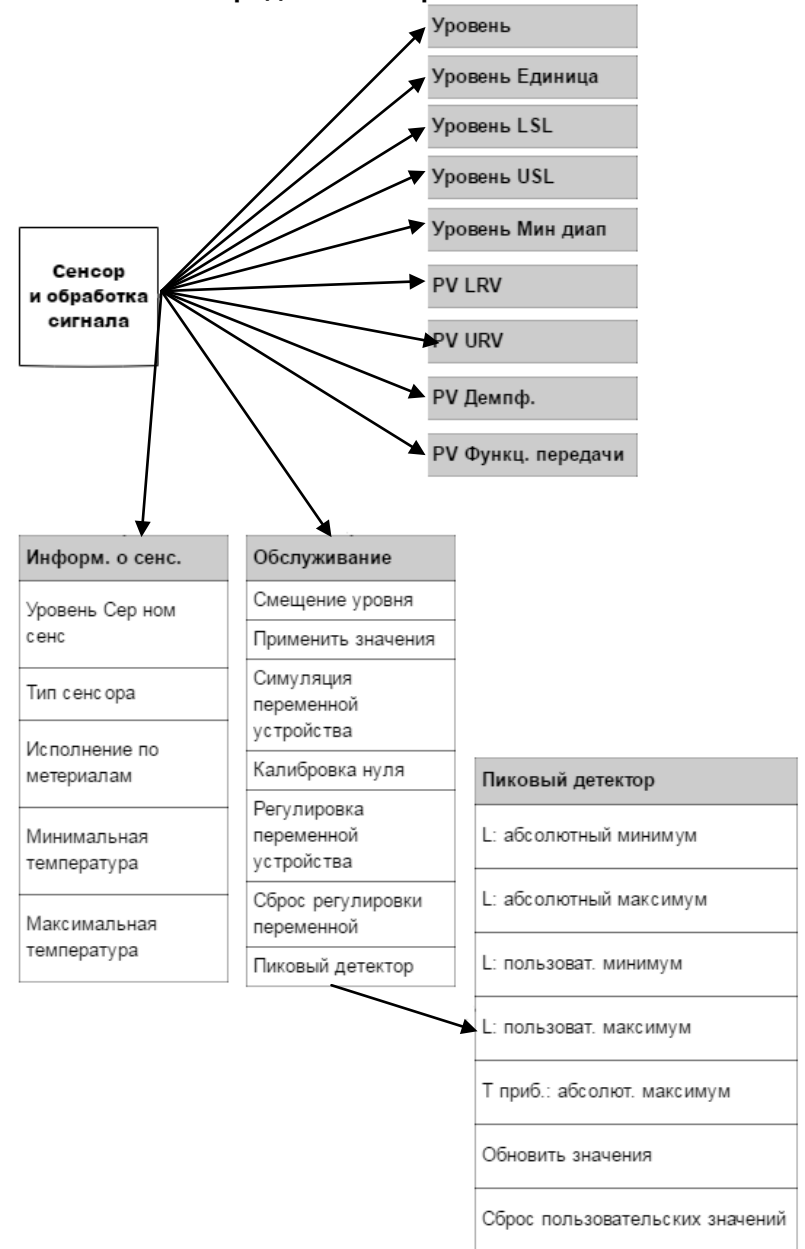 Уровень
Уровень Единица
Уровень LSL
Уровень USL
Уровень Мин диап
PV LRV
PV URV
PV Демпф.
PV Функц. передачи
Сенсор
и обработка
сигнала
Информ. о сенс.
Уровень Сер ном
сенс
Тип сенсора
Исполнение по
метериалам
Минимальная
температура
Максимальная
температура
Обслуживание
Смещение уровня
Применить значения
Симуляция
переменной
устройства
Калибровка нуля
Регулировка
переменной
устройства
Сброс регулировки
переменной
Пиковый детектор
Пиковый детектор
L: абсолютный минимум
L: абсолютный максимум
L: пользоват. минимум
L: пользоват. максимум
T приб.: абсолют. максимум
Обновить значения
Сброс пользовательских значений